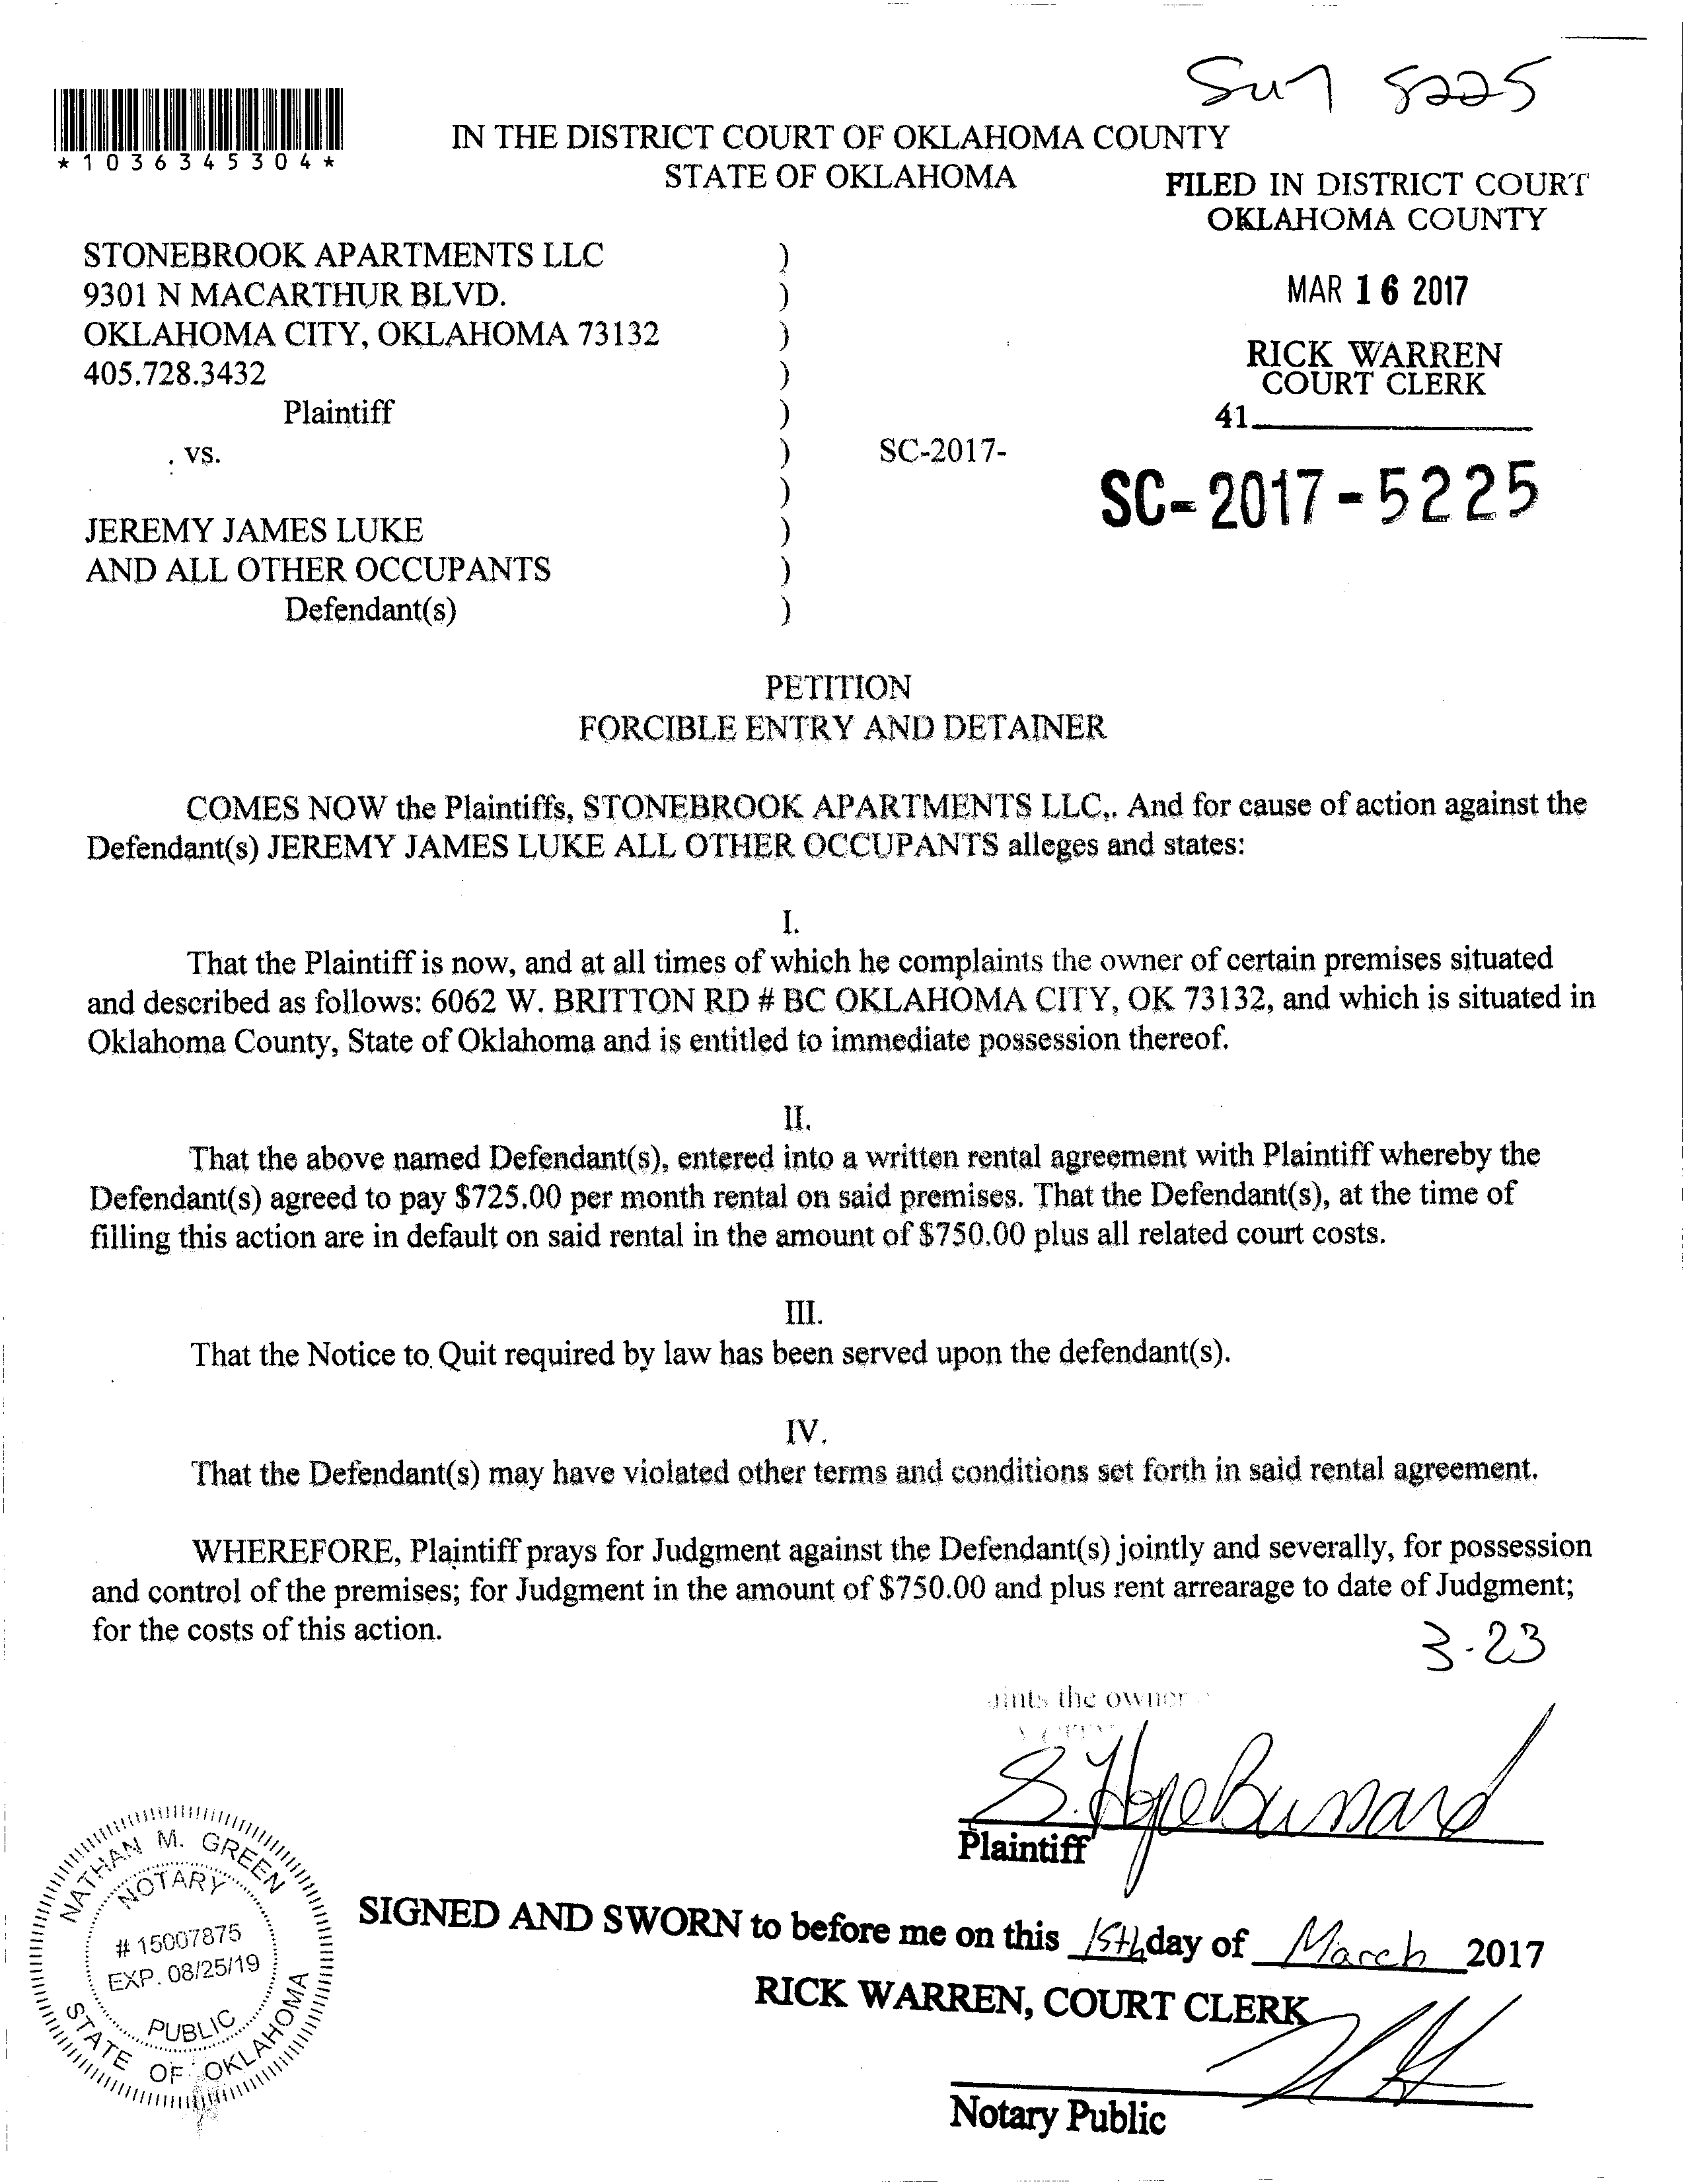 5225
*1036345304*
IN THE DISTRICT COURT OF OKLAHOMA COUNTY
STATE OF OKLAHOMA
FILED IN DISTRICT COURT
OKLAHOMA COUNTY
STONEBROOK APARTMENTS LLC )
9301 N MACARTHUR BLVD. )
MAR 16 2017
OKLAHOMA CITY, OKLAHOMA 73132 )
405.728.3432 )
RICK WARREN
COURT CLERK
Plaintiff )
41
. vs. ) SC-2017-
)
SC-2017-5225
JEREMY JAMES LUKE )
AND ALL OTHER OCCUPANTS )
Defendant(s) )
PETITION
FORCIBLE ENTRY AND DETAINER
COMES NOW the Plaintiffs, STONEBROOK APARTMENTS LLC,. And for cause of action against the
Defendant(s) JEREMY JAMES LUKE ALL OTHER OCCUPANTS alleges and states:
I.
That the Plaintiff is now, and at all times of which he complaints the owner of certain premises situated
and described as follows: 6062 W. BRITTON RD # BC OKLAHOMA CITY, OK 73132, and which is situated in
Oklahoma County, State of Oklahoma and is entitled to immediate possession thereof.
II.
That the above named Defendant(s), entered into a written rental agreement with Plaintiff whereby the
Defendant(s) agreed to pay $725.00 per month rental on said premises. That the Defendant(s), at the time of
filling this action are in default on said rental in the amount of $750.00 plus all related court costs.
III.
That the Notice to Quit required by law has been served upon the defendant(s).
IV.
That the Defendant(s) may have violated other terms and conditions set forth in said rental agreement.
WHEREFORE, Plaintiff prays for Judgment against the Defendant(s) jointly and severally, for possession
and control of the premises; for Judgment in the amount of $750.00 and plus rent arrearage to date of Judgment;
for the costs of this action.
3-23
aints the owner
S. Hope Bussard
Plaintiff
NATHAN M. GREEN
NOTARY
# 15007875
EXP. 08/25/19
PUBLIC
STATE OF OKLAHOMA
SIGNED AND SWORN to before me on this 15th day of March 2017
RICK WARREN, COURT CLERK
Notary Public